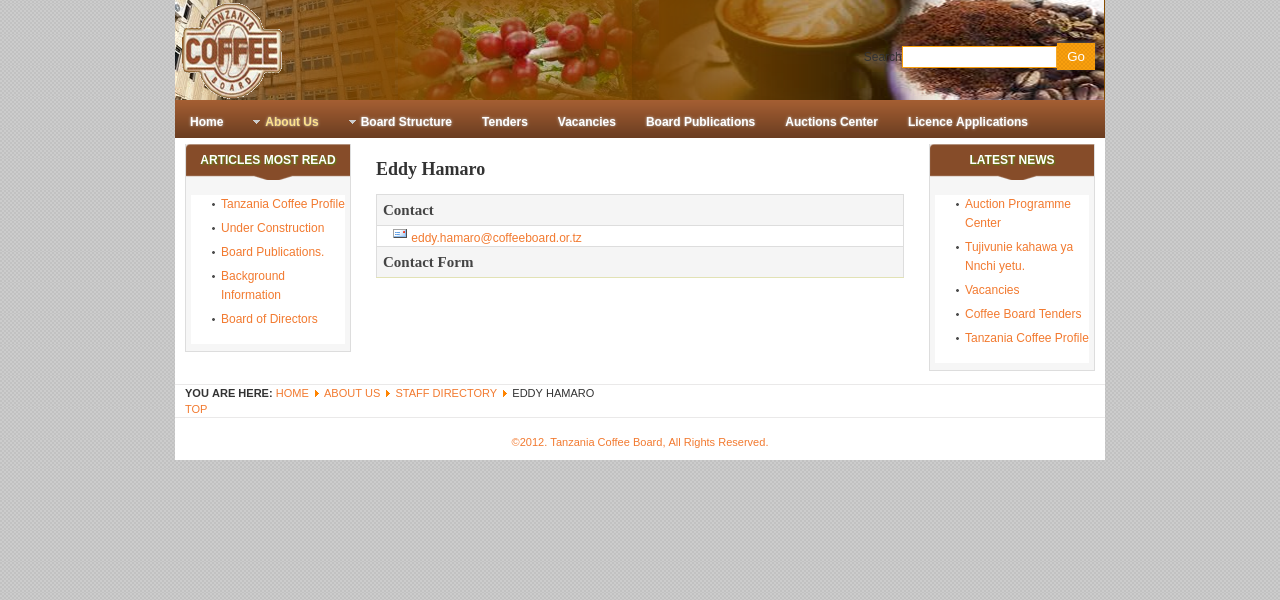 TANZANIA
COFFEE
BOARD
Search
Go
Home
About Us
Board Structure
Tenders
Vacancies
Board Publications
Auctions Center
Licence Applications
ARTICLES MOST READ
Tanzania Coffee Profile
Under Construction
Board Publications.
Background
Information
Board of Directors
Eddy Hamaro
Contact
eddy.hamaro@coffeeboard.or.tz
Contact Form
LATEST NEWS
Auction Programme
Center
Tujivunie kahawa ya
Nnchi yetu.
Vacancies
Coffee Board Tenders
Tanzania Coffee Profile
YOU ARE HERE: HOME ABOUT US STAFF DIRECTORY EDDY HAMARO
TOP
©2012. Tanzania Coffee Board, All Rights Reserved.